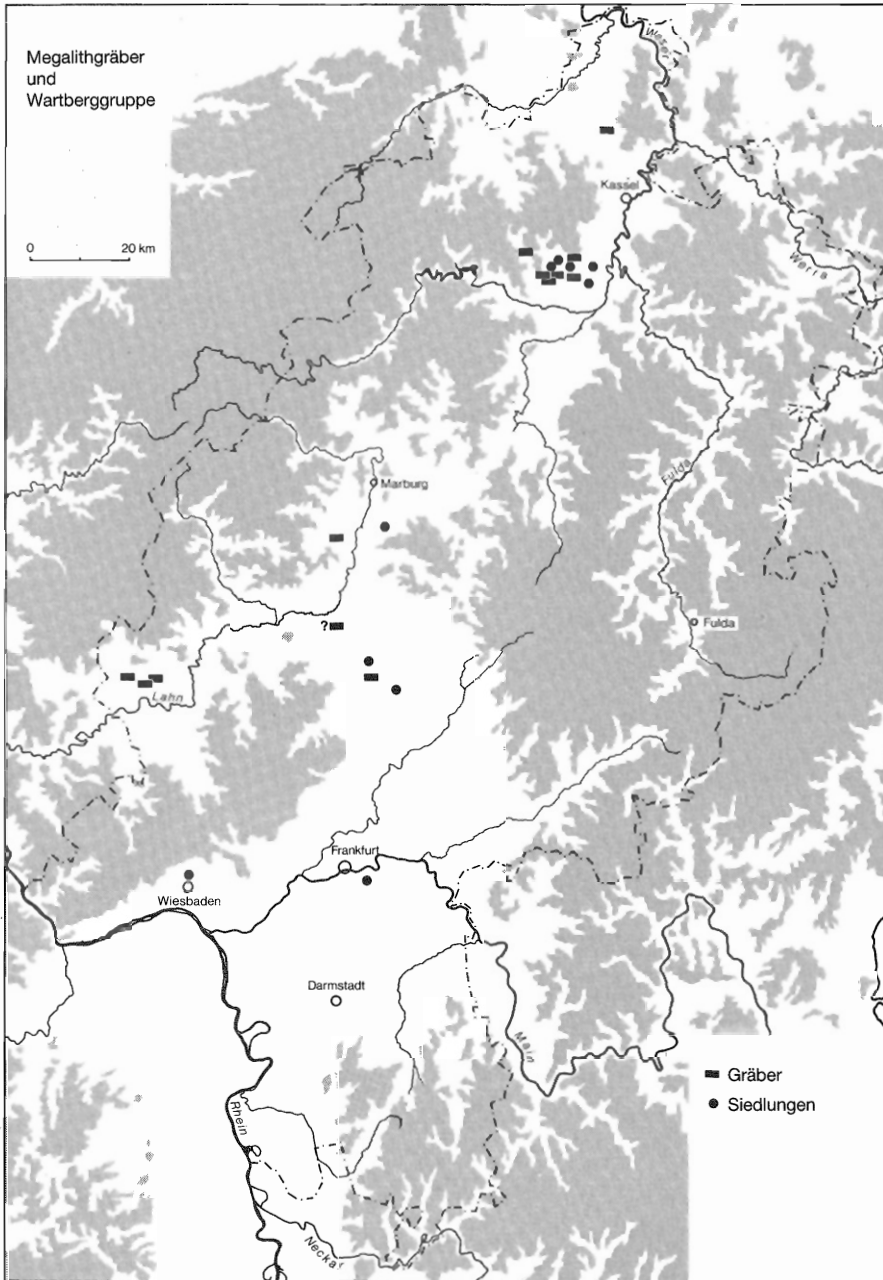 Megalithgräber
und
Wartberggruppe
0 20 km
Weser
Kassel
Werra
Marburg
Fulda
?
Fulda
Lahn
Frankfurt
Wiesbaden
Darmstadt
Main
Gräber
Siedlungen
Rhein
Neckar